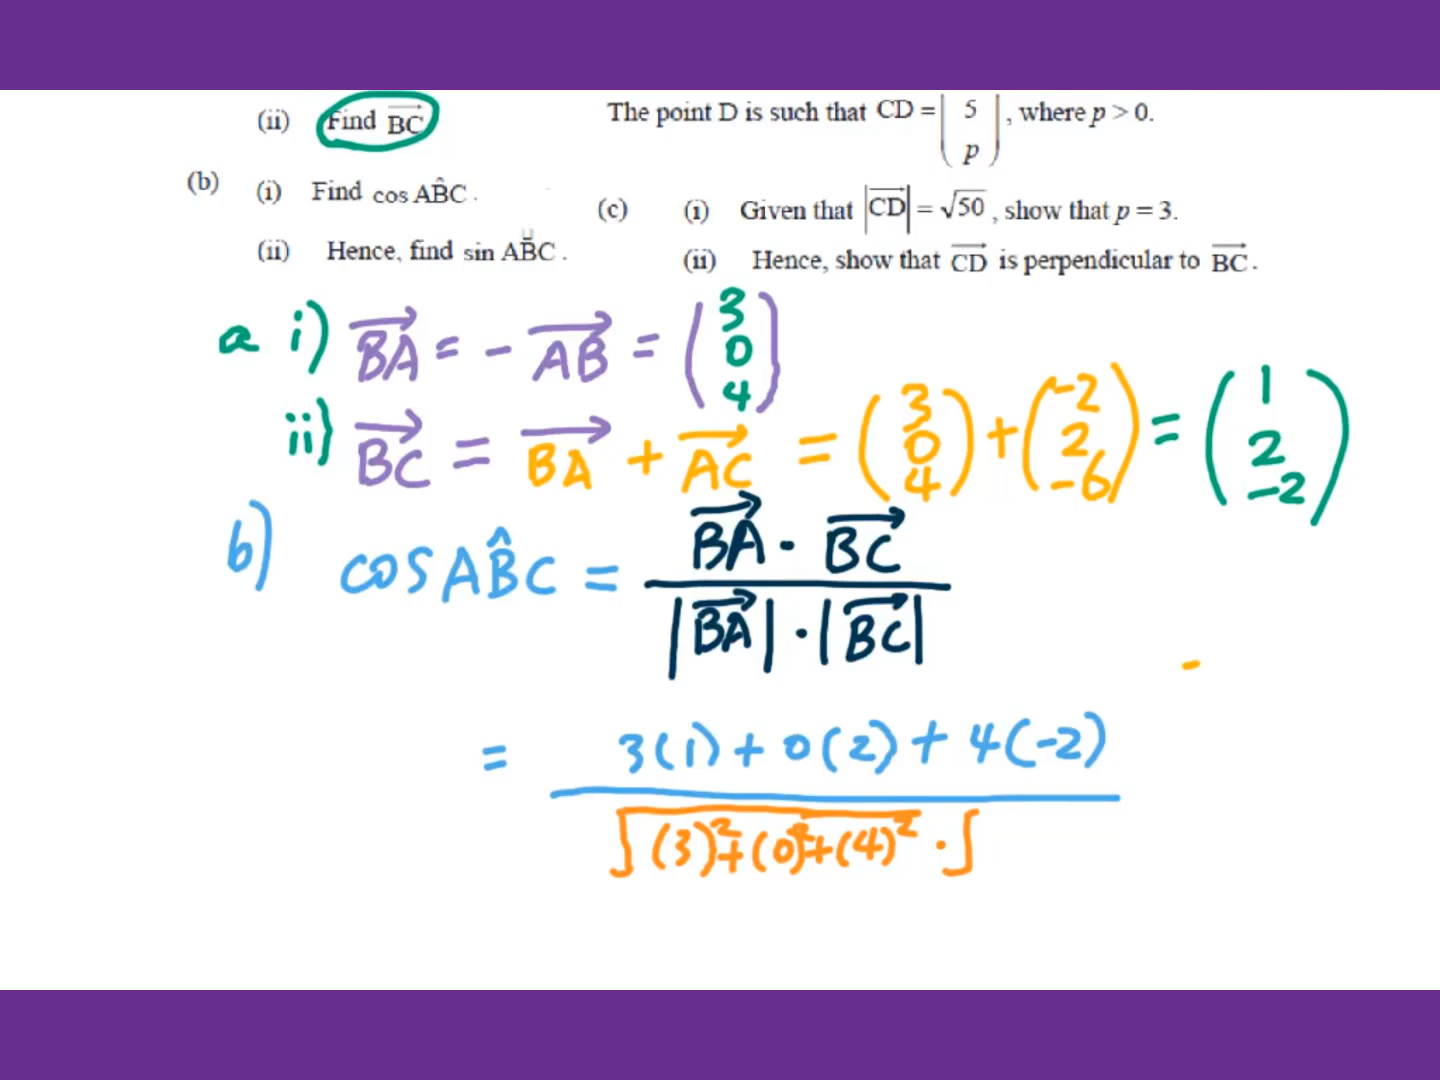 (ii) Find BC
(b) (i) Find cos AB̂C .
(ii) Hence, find sin AB̂C .
The point D is such that CD = ( 5 p ) , where p > 0.
(c) (i) Given that |CD| = √50 , show that p = 3.
(ii) Hence, show that CD is perpendicular to BC .
a i) BA = - AB = ( 3 0 4 )
ii) BC = BA + AC = ( 3 0 4 ) + ( -2 2 -6 ) = ( 1 2 -2 )
b) cos AB̂C = BA · BC
|BA| · |BC|
-
= 3(1) + 0(2) + 4(-2)
√(3)²+(0)²+(4)² · √